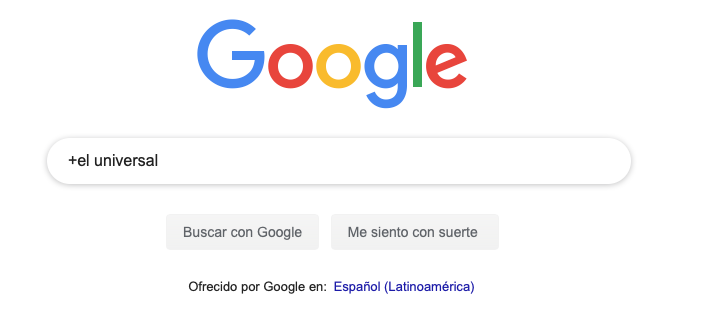 Google
+el universal
Buscar con Google Me siento con suerte
Ofrecido por Google en: Español (Latinoamérica)